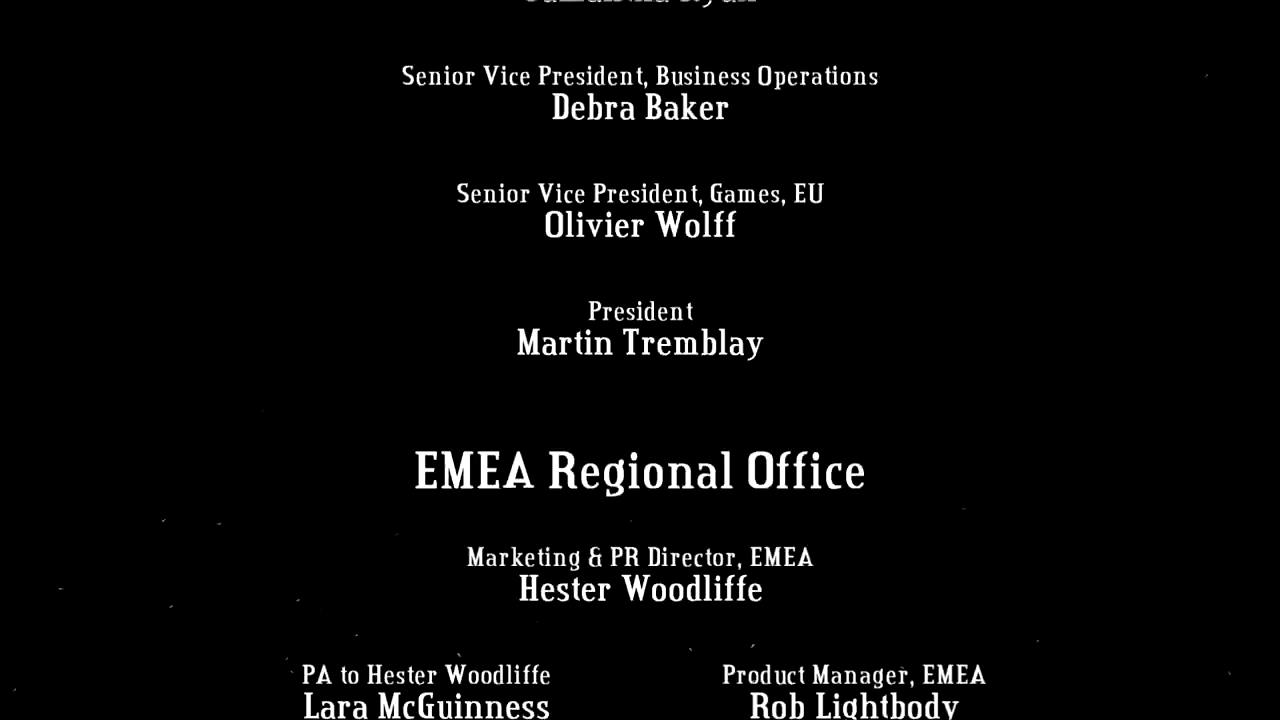 Senior Vice President, Business Operations
Debra Baker
Senior Vice President, Games, EU
Olivier Wolff
President
Martin Tremblay
EMEA Regional Office
Marketing & PR Director, EMEA
Hester Woodliffe
PA to Hester Woodliffe
Lara McGuinness
Product Manager, EMEA
Rob Lightbody